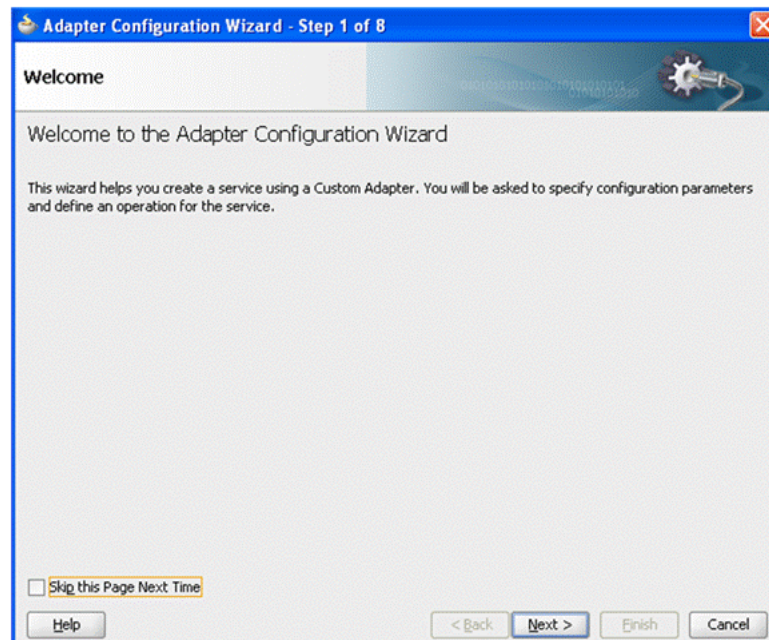 Adapter Configuration Wizard - Step 1 of 8
Welcome
Welcome to the Adapter Configuration Wizard
This wizard helps you create a service using a Custom Adapter. You will be asked to specify configuration parameters
and define an operation for the service.
Skip this Page Next Time
Help
< Back
Next >
Finish
Cancel